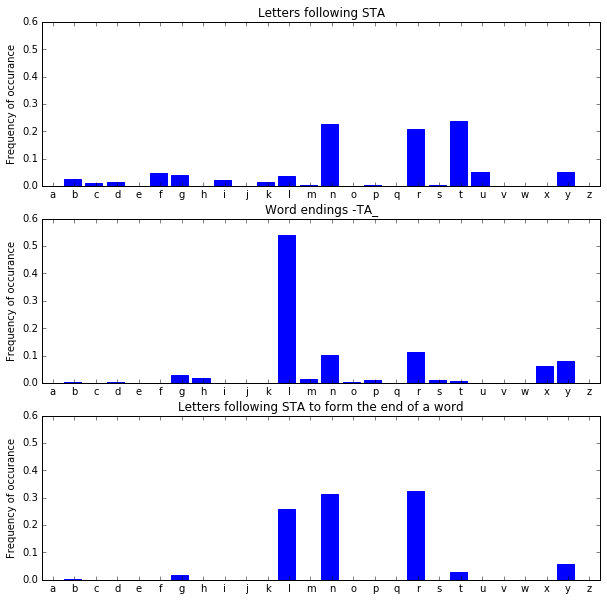 Letters following STA
0.6
0.5
0.4
0.3
0.2
0.1
0.0
Frequency of occurance
a b c d e f g h i j k l m n o p q r s t u v w x y z
Word endings -TA_
0.6
0.5
0.4
0.3
0.2
0.1
0.0
Frequency of occurance
a b c d e f g h i j k l m n o p q r s t u v w x y z
Letters following STA to form the end of a word
0.6
0.5
0.4
0.3
0.2
0.1
0.0
Frequency of occurance
a b c d e f g h i j k l m n o p q r s t u v w x y z